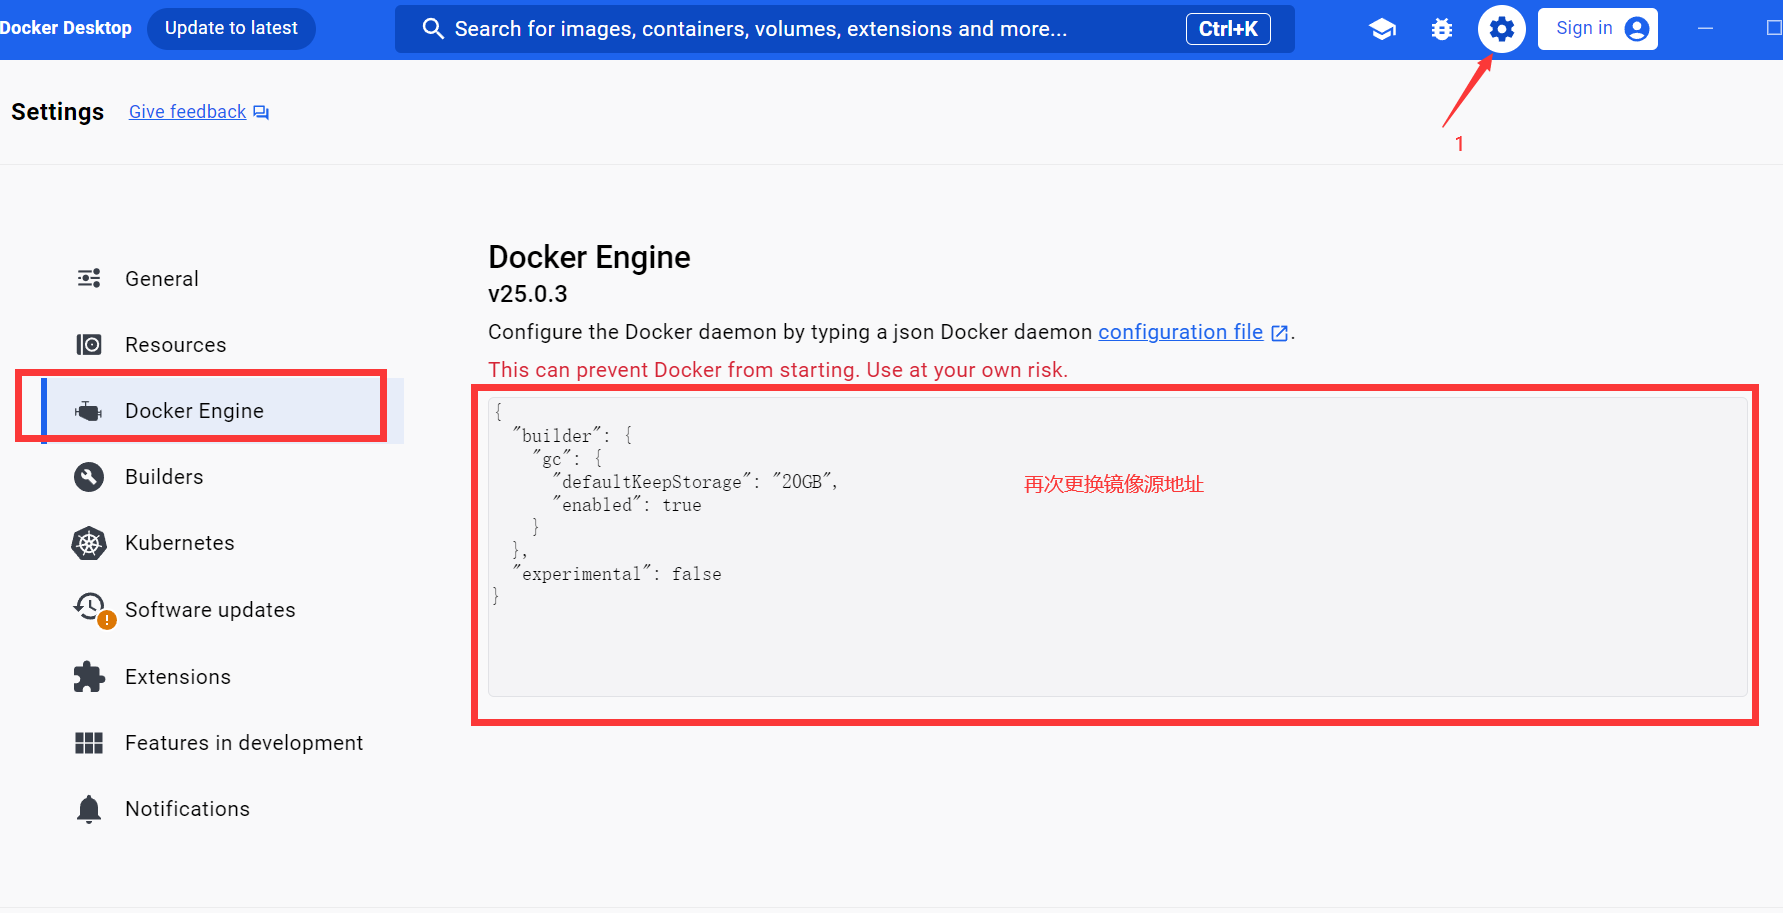 Docker Desktop
Update to latest
Search for images, containers, volumes, extensions and more...
Ctrl+K
Sign in
Settings
Give feedback
1
General
Resources
Docker Engine
Builders
Kubernetes
Software updates
Extensions
Features in development
Notifications
Docker Engine
v25.0.3
Configure the Docker daemon by typing a json Docker daemon configuration file.
This can prevent Docker from starting. Use at your own risk.
{
"builder": {
"gc": {
"defaultKeepStorage": "20GB",
"enabled": true
}
},
"experimental": false
}
再次更换镜像源地址